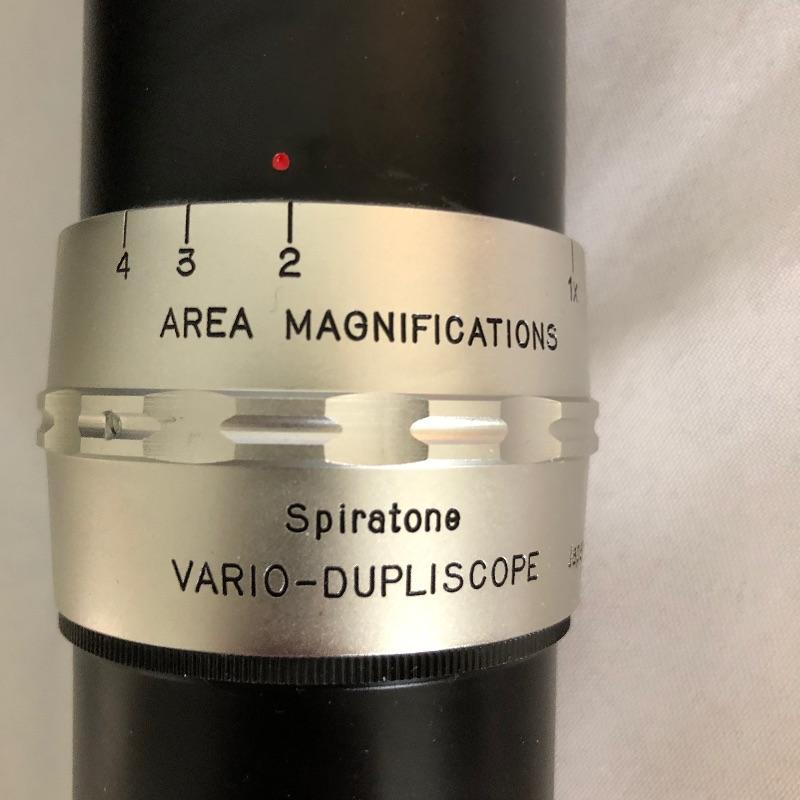 4 3 2 1x
AREA MAGNIFICATIONS
Spiratone
VARIO-DUPLISCOPE